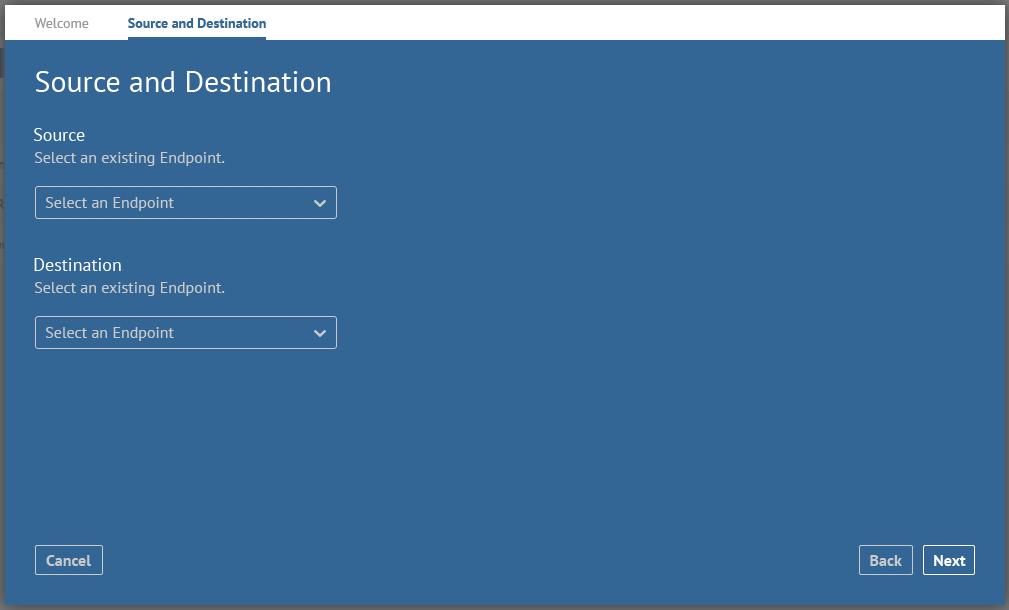 Welcome
Source and Destination
Source and Destination
Source
Select an existing Endpoint.
Select an Endpoint
Destination
Select an existing Endpoint.
Select an Endpoint
Cancel
Back
Next